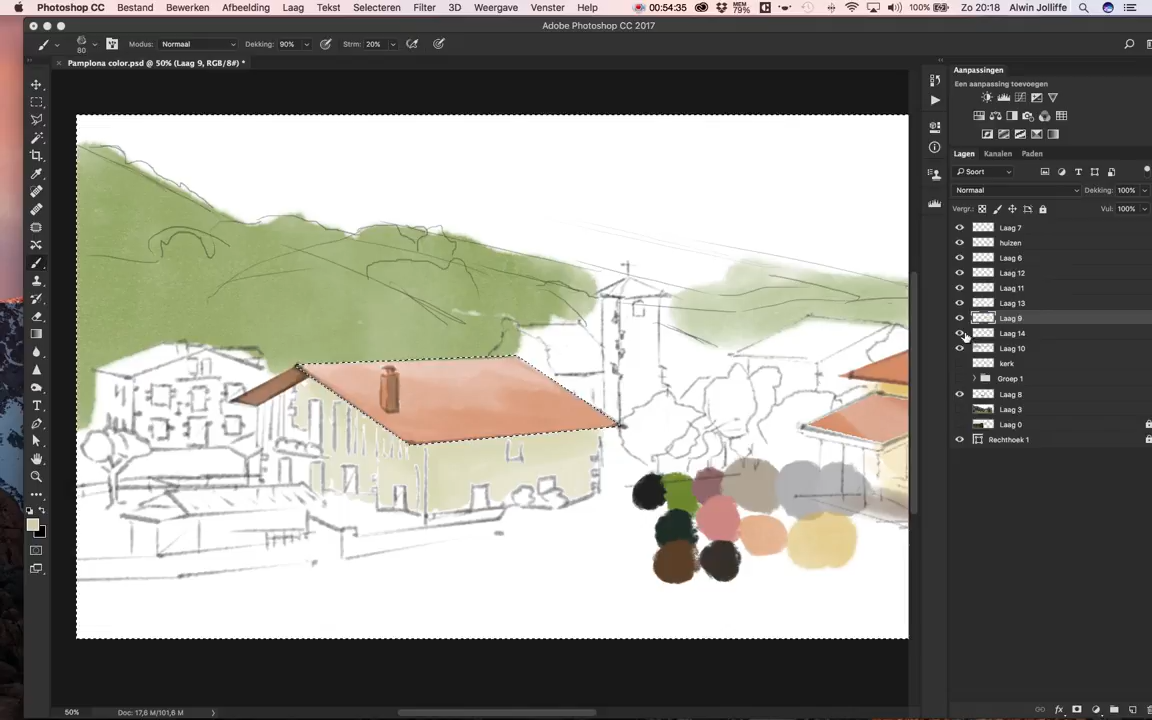 Photoshop CC Bestand Bewerken Afbeelding Laag Tekst Selecteren Filter 3D Weergave Venster Help 00:54:35 MEM 79% 100% Zo 20:18 Alwin Jolliffe
Adobe Photoshop CC 2017
80 Modus: Normaal Dekking: 90% Strm: 20%
Pamplona color.psd @ 50% (Laag 9, RGB/8#) *
Aanpassingen
Een aanpassing toevoegen
Lagen Kanalen Paden
Soort
Normaal Dekking: 100%
Vergr.: Vul: 100%
Laag 7
huizen
Laag 6
Laag 12
Laag 11
Laag 13
Laag 9
Laag 14
Laag 10
kerk
Groep 1
Laag 8
Laag 3
Laag 0
Rechthoek 1
50% Doc: 17,6 M/101,6 M